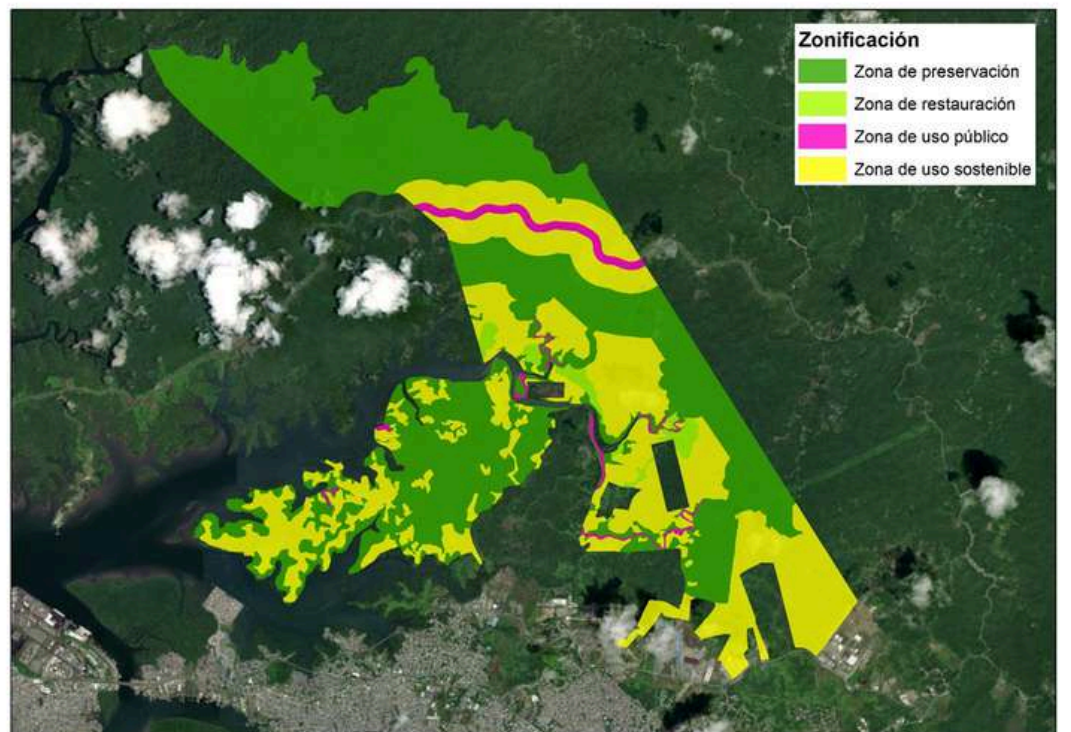 Zonificación
Zona de preservación
Zona de restauración
Zona de uso público
Zona de uso sostenible